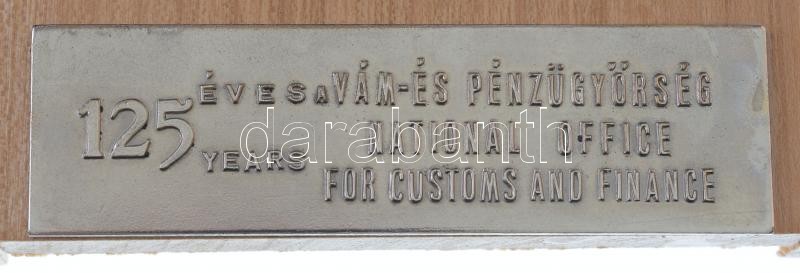 125 ÉVES A VÁM-ÉS PÉNZÜGYŐRSÉG
YEARS NATIONAL OFFICE
FOR CUSTOMS AND FINANCE
darabanth